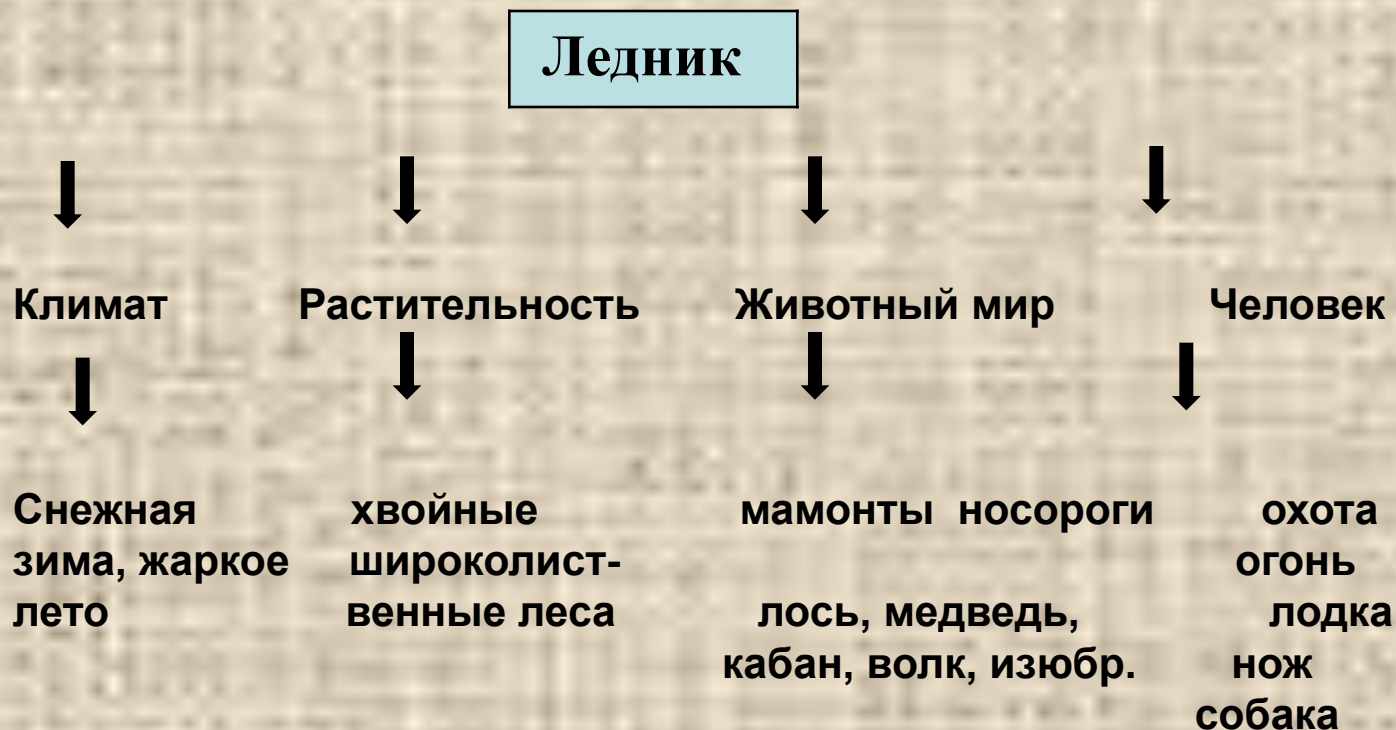 Ледник
Климат Растительность Животный мир Человек
Снежная хвойные мамонты носороги охота
зима, жаркое широколист- огонь
лето венные леса лось, медведь, лодка
кабан, волк, изюбр. нож
собака